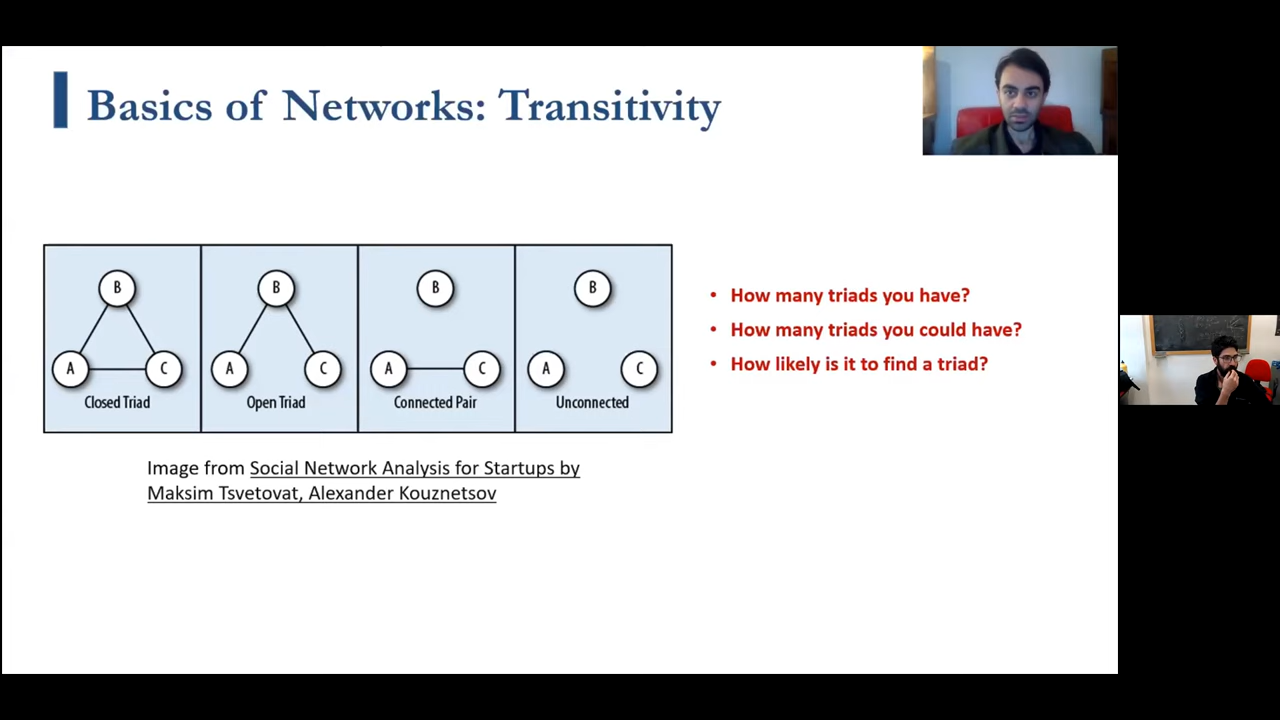 Basics of Networks: Transitivity
B
A
C
Closed Triad
B
A
C
Open Triad
B
A
C
Connected Pair
B
A
C
Unconnected
• How many triads you have?
• How many triads you could have?
• How likely is it to find a triad?
Image from Social Network Analysis for Startups by
Maksim Tsvetovat, Alexander Kouznetsov